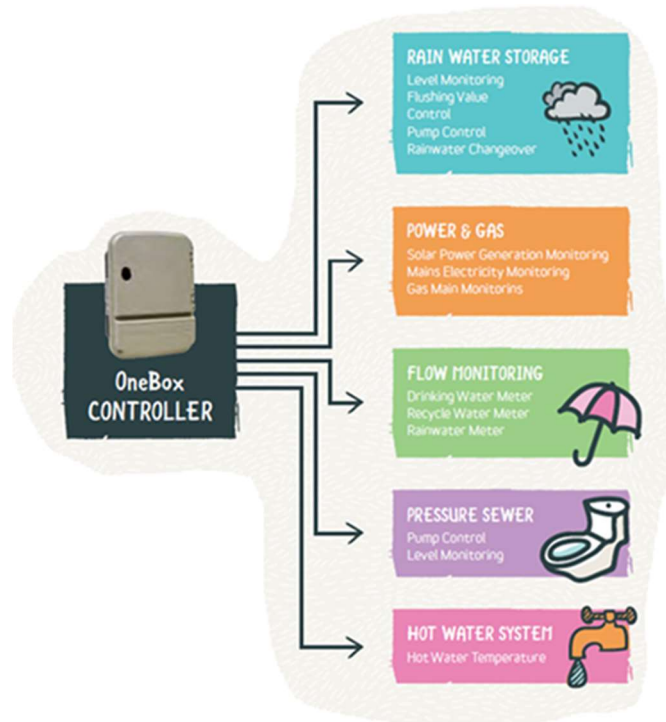 OneBox
CONTROLLER
RAIN WATER STORAGE
Level Monitoring
Flushing Value
Control
Pump Control
Rainwater Changeover
POWER & GAS
Solar Power Generation Monitoring
Mains Electricity Monitoring
Gas Main Monitorins
FLOW MONITORING
Drinking Water Meter
Recycle Water Meter
Rainwater Meter
PRESSURE SEWER
Pump Control
Level Monitoring
HOT WATER SYSTEM
Hot Water Temperature